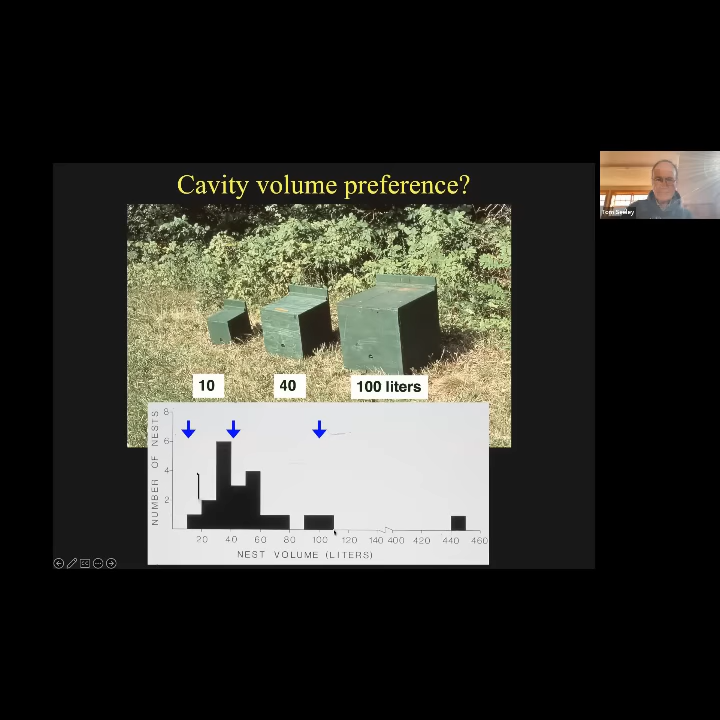 Cavity volume preference?
Tom Seeley
10
40
100 liters
NUMBER OF NESTS
8
6
4
2
20 40 60 80 100 120 140 400 420 440 460
NEST VOLUME (LITERS)